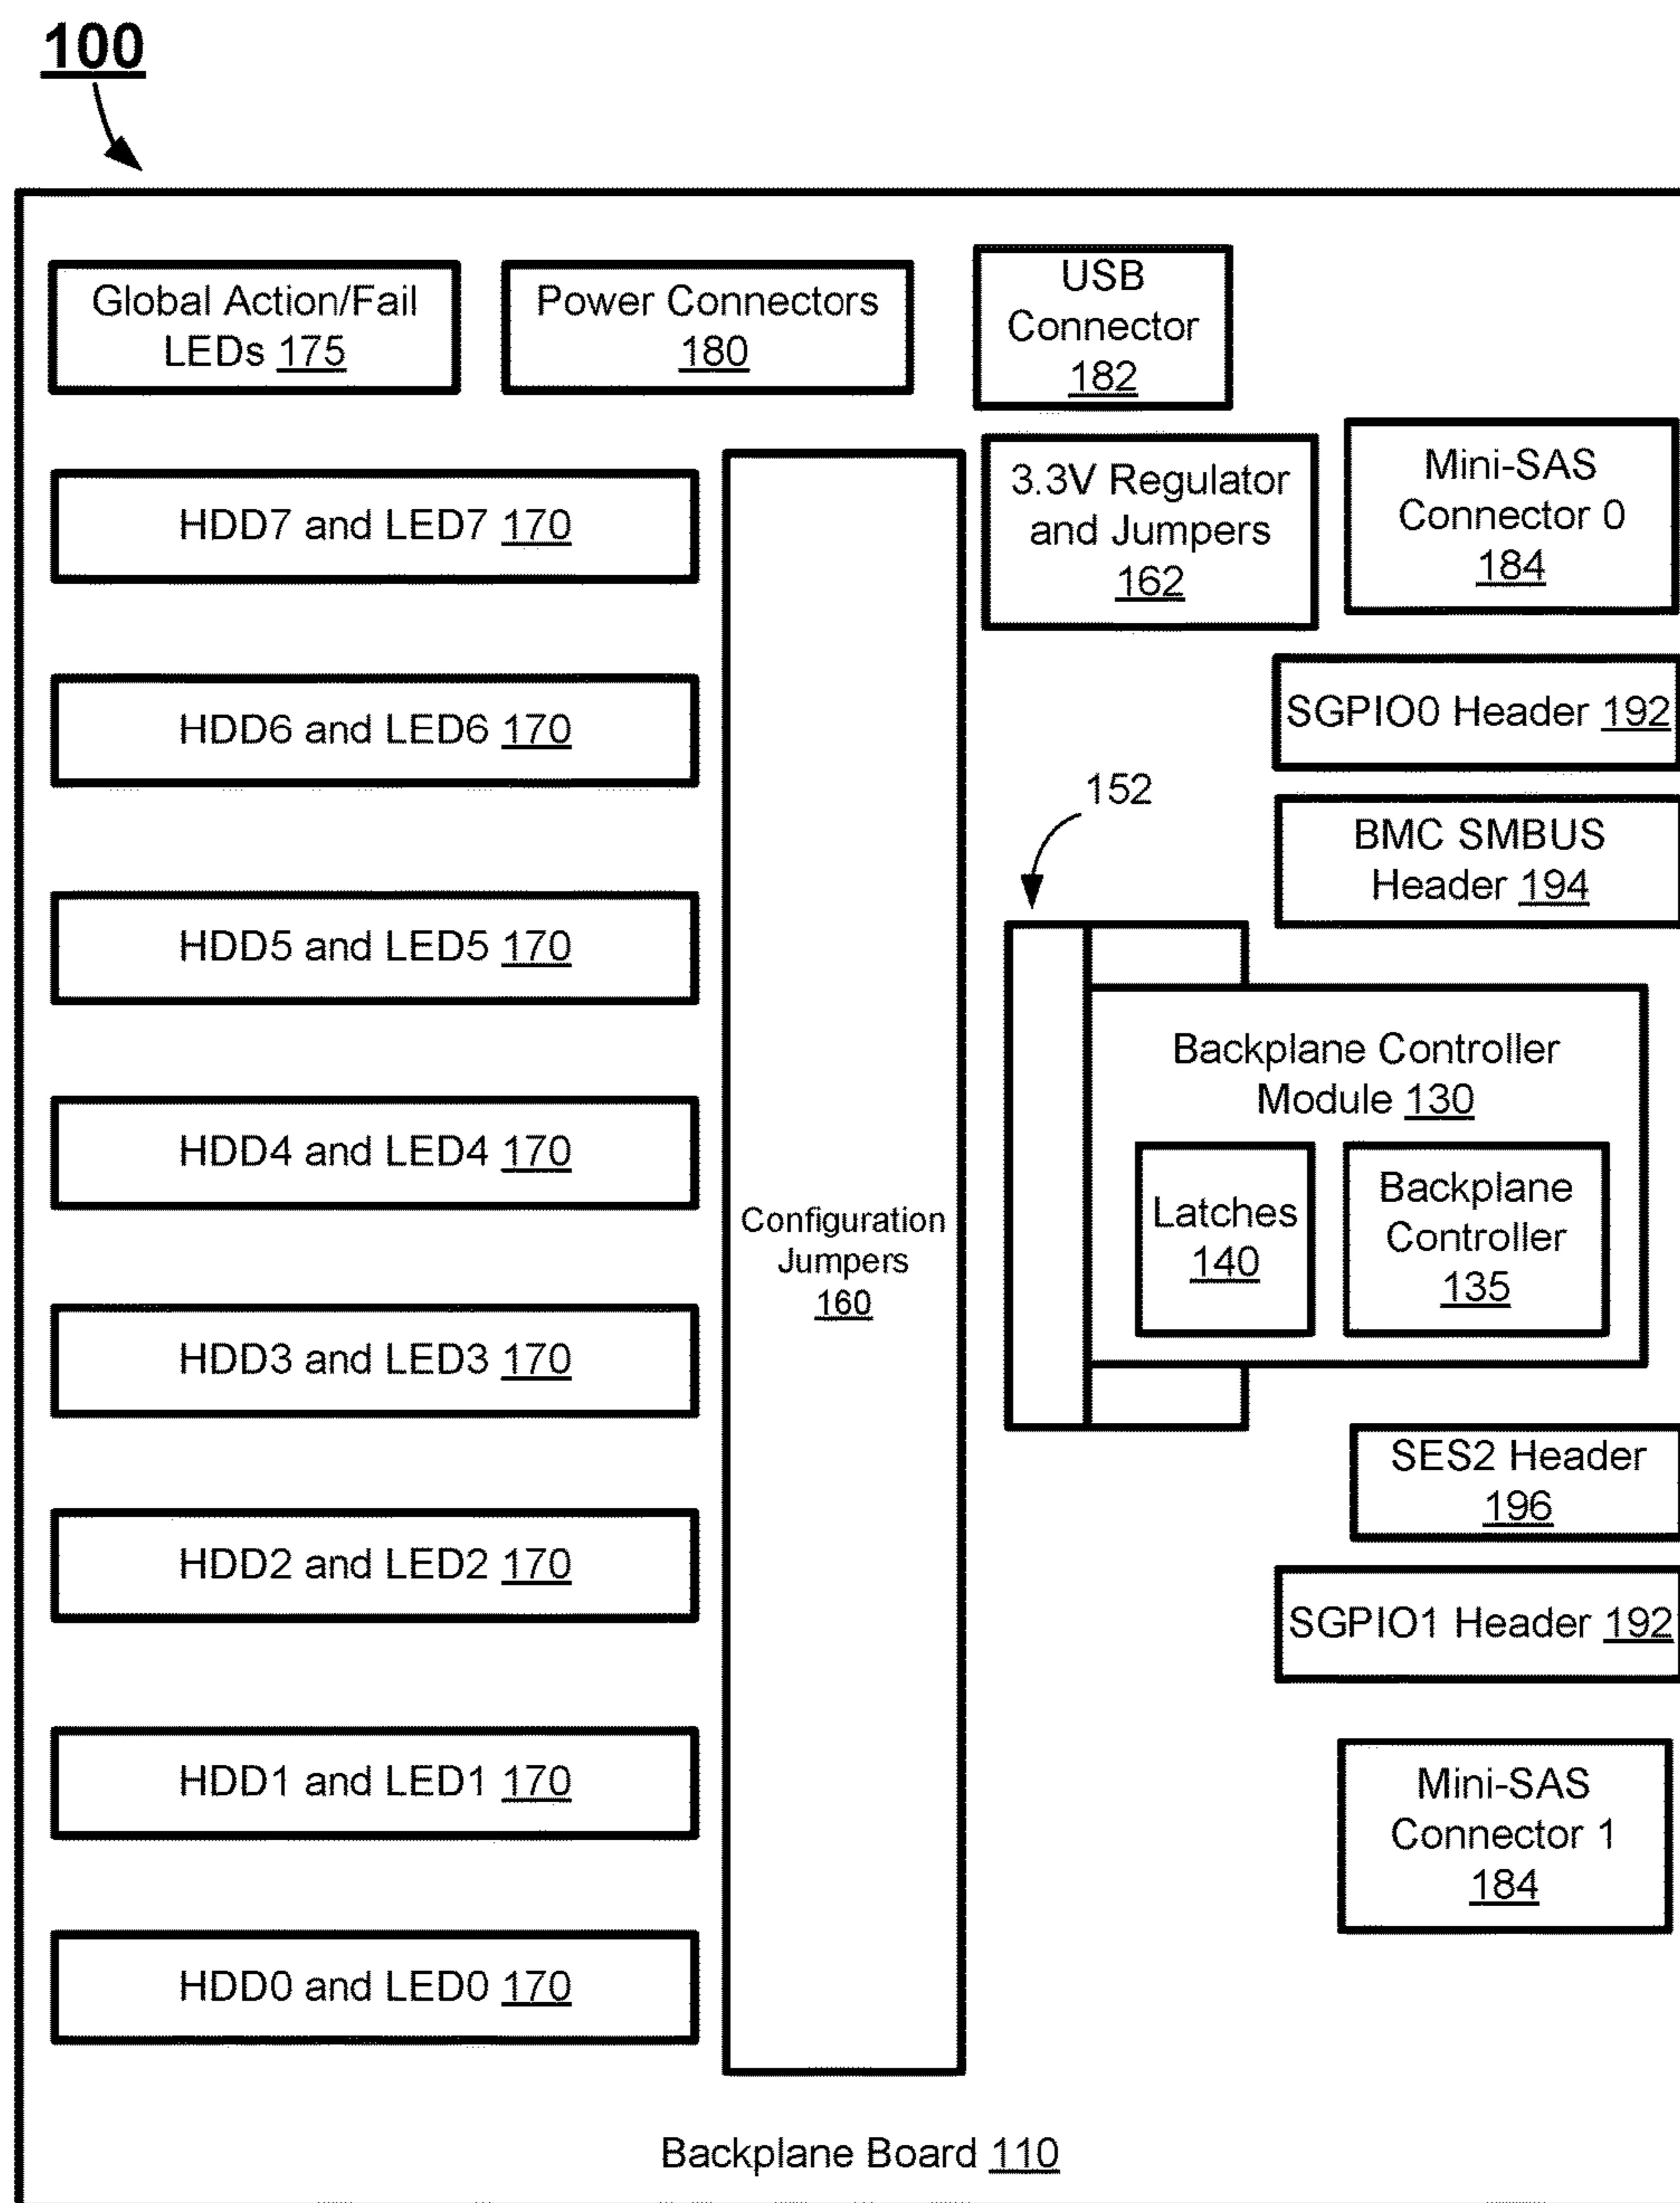 100
Global Action/Fail
LEDs 175
Power Connectors
180
USB
Connector
182
HDD7 and LED7 170
3.3V Regulator
and Jumpers
162
Mini-SAS
Connector 0
184
HDD6 and LED6 170
SGPIO0 Header 192
152
BMC SMBUS
Header 194
HDD5 and LED5 170
Backplane Controller
Module 130
HDD4 and LED4 170
Configuration
Jumpers
160
Latches
140
Backplane
Controller
135
HDD3 and LED3 170
SES2 Header
196
HDD2 and LED2 170
SGPIO1 Header 192
HDD1 and LED1 170
Mini-SAS
Connector 1
184
HDD0 and LED0 170
Backplane Board 110